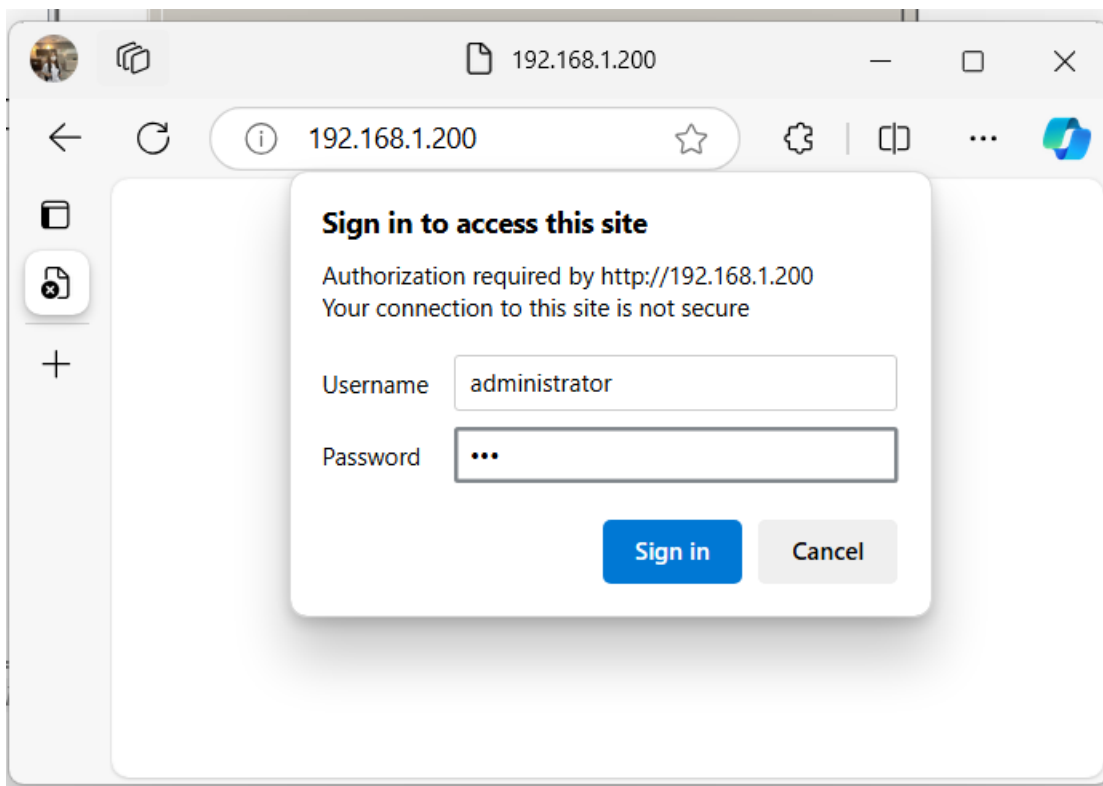 192.168.1.200
192.168.1.200
Sign in to access this site
Authorization required by http://192.168.1.200
Your connection to this site is not secure
Username administrator
Password •••
Sign in Cancel